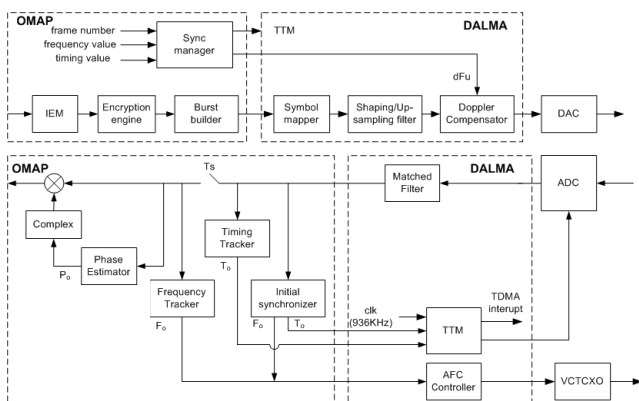 OMAP
DALMA
frame number
frequency value
timing value
Sync
manager
TTM
dFu
IEM
Encryption
engine
Burst
builder
Symbol
mapper
Shaping/Up-
sampling filter
Doppler
Compensator
DAC
OMAP
Ts
DALMA
Matched
Filter
ADC
Complex
Phase
Estimator
Po
Timing
Tracker
To
Frequency
Tracker
Fo
Initial
synchronizer
Fo
To
clk
(936KHz)
TTM
TDMA
interupt
AFC
Controller
VCTCXO